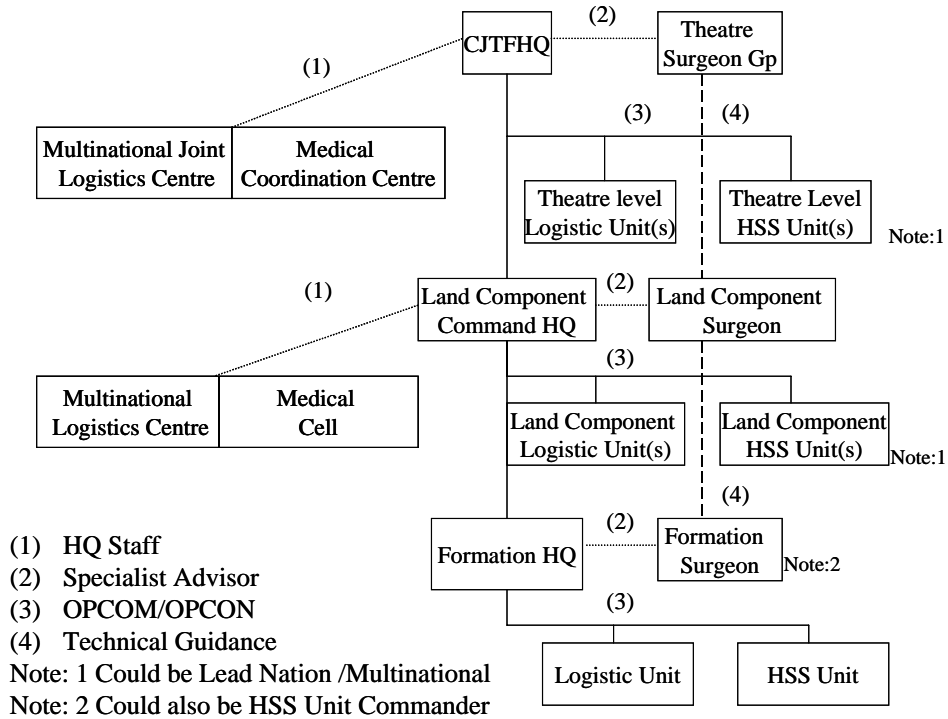 (2)
CJTFHQ
Theatre
Surgeon Gp
(1)
(3)
(4)
Multinational Joint
Logistics Centre
Medical
Coordination Centre
Theatre level
Logistic Unit(s)
Theatre Level
HSS Unit(s)
Note:1
(1)
(2)
Land Component
Command HQ
Land Component
Surgeon
(3)
Multinational
Logistics Centre
Medical
Cell
Land Component
Logistic Unit(s)
Land Component
HSS Unit(s)
Note:1
(4)
(2)
Formation HQ
Formation
Surgeon
Note:2
(3)
Logistic Unit
HSS Unit
(1) HQ Staff
(2) Specialist Advisor
(3) OPCOM/OPCON
(4) Technical Guidance
Note: 1 Could be Lead Nation /Multinational
Note: 2 Could also be HSS Unit Commander